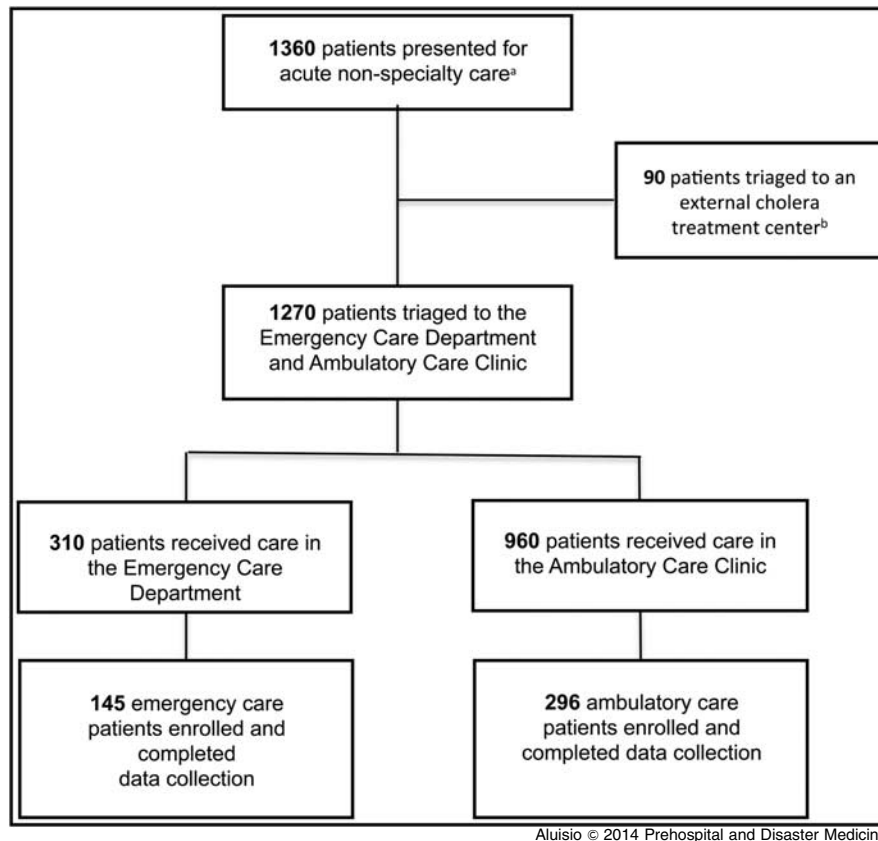 1360 patients presented for
acute non-specialty careᵃ
90 patients triaged to an
external cholera
treatment centerᵇ
1270 patients triaged to the
Emergency Care Department
and Ambulatory Care Clinic
310 patients received care in
the Emergency Care
Department
960 patients received care in
the Ambulatory Care Clinic
145 emergency care
patients enrolled and
completed
data collection
296 ambulatory care
patients enrolled and
completed data collection
Aluisio © 2014 Prehospital and Disaster Medicin